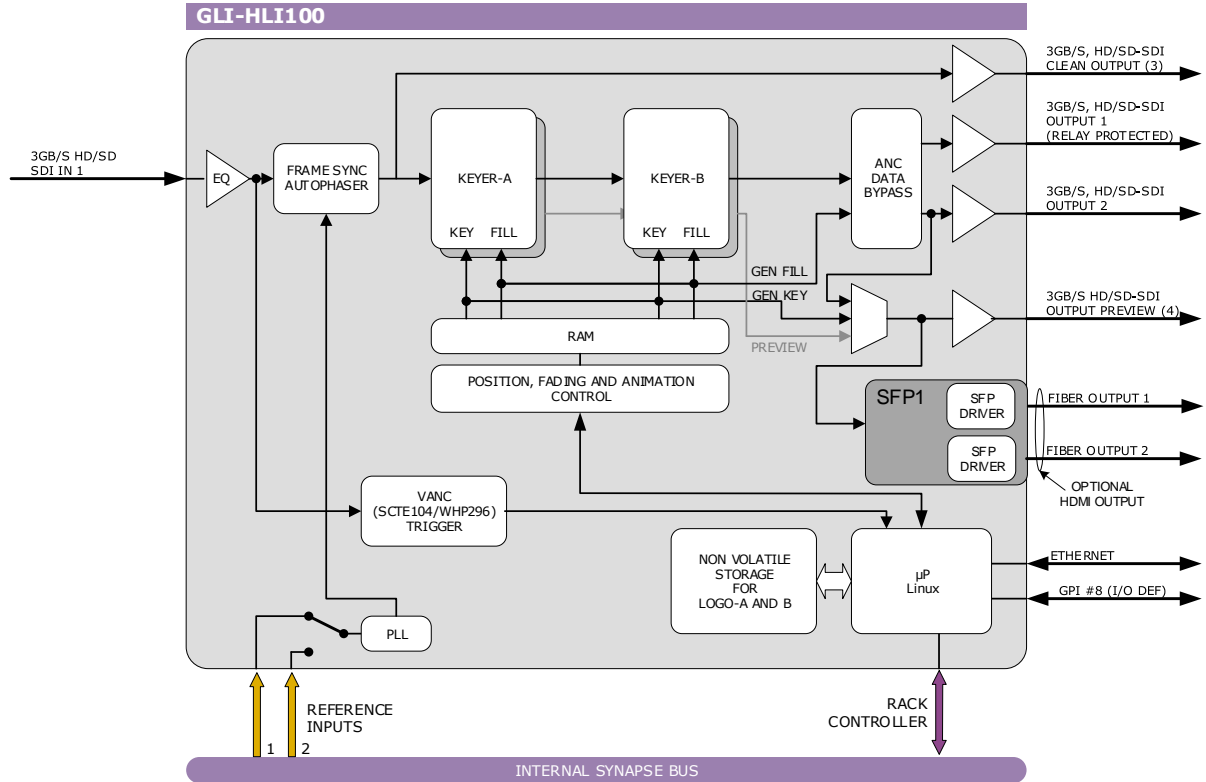 GLI-HLI100
3GB/S, HD/SD-SDI
CLEAN OUTPUT (3)
3GB/S, HD/SD-SDI
OUTPUT 1
(RELAY PROTECTED)
3GB/S HD/SD
SDI IN 1
EQ
FRAME SYNC
AUTOPHASER
KEYER-A
KEY FILL
KEYER-B
KEY FILL
ANC
DATA
BYPASS
3GB/S, HD/SD-SDI
OUTPUT 2
GEN FILL
GEN KEY
PREVIEW
3GB/S HD/SD-SDI
OUTPUT PREVIEW (4)
RAM
POSITION, FADING AND ANIMATION
CONTROL
SFP1
SFP
DRIVER
SFP
DRIVER
FIBER OUTPUT 1
FIBER OUTPUT 2
OPTIONAL
HDMI OUTPUT
VANC
(SCTE104/WHP296)
TRIGGER
NON VOLATILE
STORAGE
FOR
LOGO-A AND B
µP
Linux
ETHERNET
GPI #8 (I/O DEF)
PLL
REFERENCE
INPUTS
1 2
RACK
CONTROLLER
INTERNAL SYNAPSE BUS